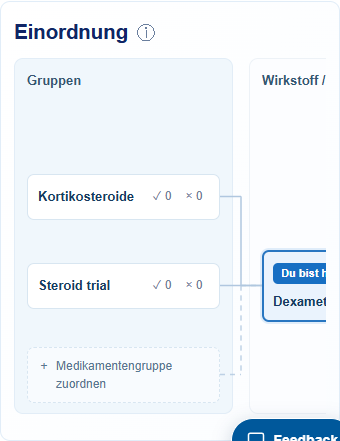 Einordnung
Gruppen
Wirkstoff /
Kortikosteroide ✓ 0 × 0
Steroid trial ✓ 0 × 0
Du bist
Dexamet
+ Medikamentengruppe
zuordnen
Feedback